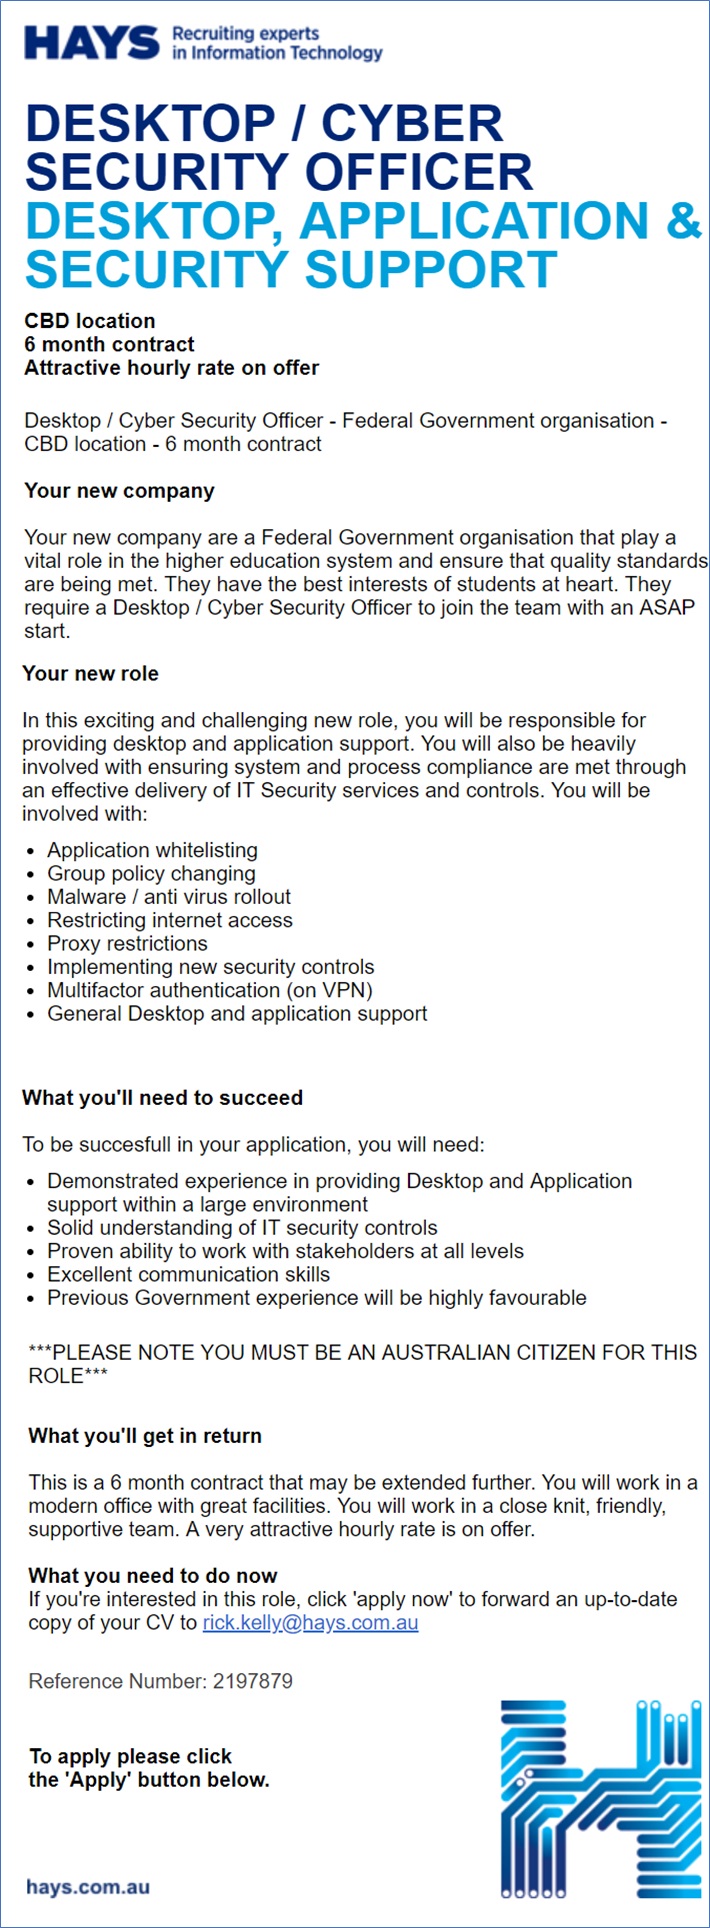 HAYS Recruiting experts
in Information Technology
DESKTOP / CYBER
SECURITY OFFICER
DESKTOP, APPLICATION &
SECURITY SUPPORT
CBD location
6 month contract
Attractive hourly rate on offer
Desktop / Cyber Security Officer - Federal Government organisation -
CBD location - 6 month contract
Your new company
Your new company are a Federal Government organisation that play a
vital role in the higher education system and ensure that quality standards
are being met. They have the best interests of students at heart. They
require a Desktop / Cyber Security Officer to join the team with an ASAP
start.
Your new role
In this exciting and challenging new role, you will be responsible for
providing desktop and application support. You will also be heavily
involved with ensuring system and process compliance are met through
an effective delivery of IT Security services and controls. You will be
involved with:
• Application whitelisting
• Group policy changing
• Malware / anti virus rollout
• Restricting internet access
• Proxy restrictions
• Implementing new security controls
• Multifactor authentication (on VPN)
• General Desktop and application support
What you'll need to succeed
To be succesfull in your application, you will need:
• Demonstrated experience in providing Desktop and Application
support within a large environment
• Solid understanding of IT security controls
• Proven ability to work with stakeholders at all levels
• Excellent communication skills
• Previous Government experience will be highly favourable
***PLEASE NOTE YOU MUST BE AN AUSTRALIAN CITIZEN FOR THIS
ROLE***
What you'll get in return
This is a 6 month contract that may be extended further. You will work in a
modern office with great facilities. You will work in a close knit, friendly,
supportive team. A very attractive hourly rate is on offer.
What you need to do now
If you're interested in this role, click 'apply now' to forward an up-to-date
copy of your CV to rick.kelly@hays.com.au
Reference Number: 2197879
To apply please click
the 'Apply' button below.
hays.com.au